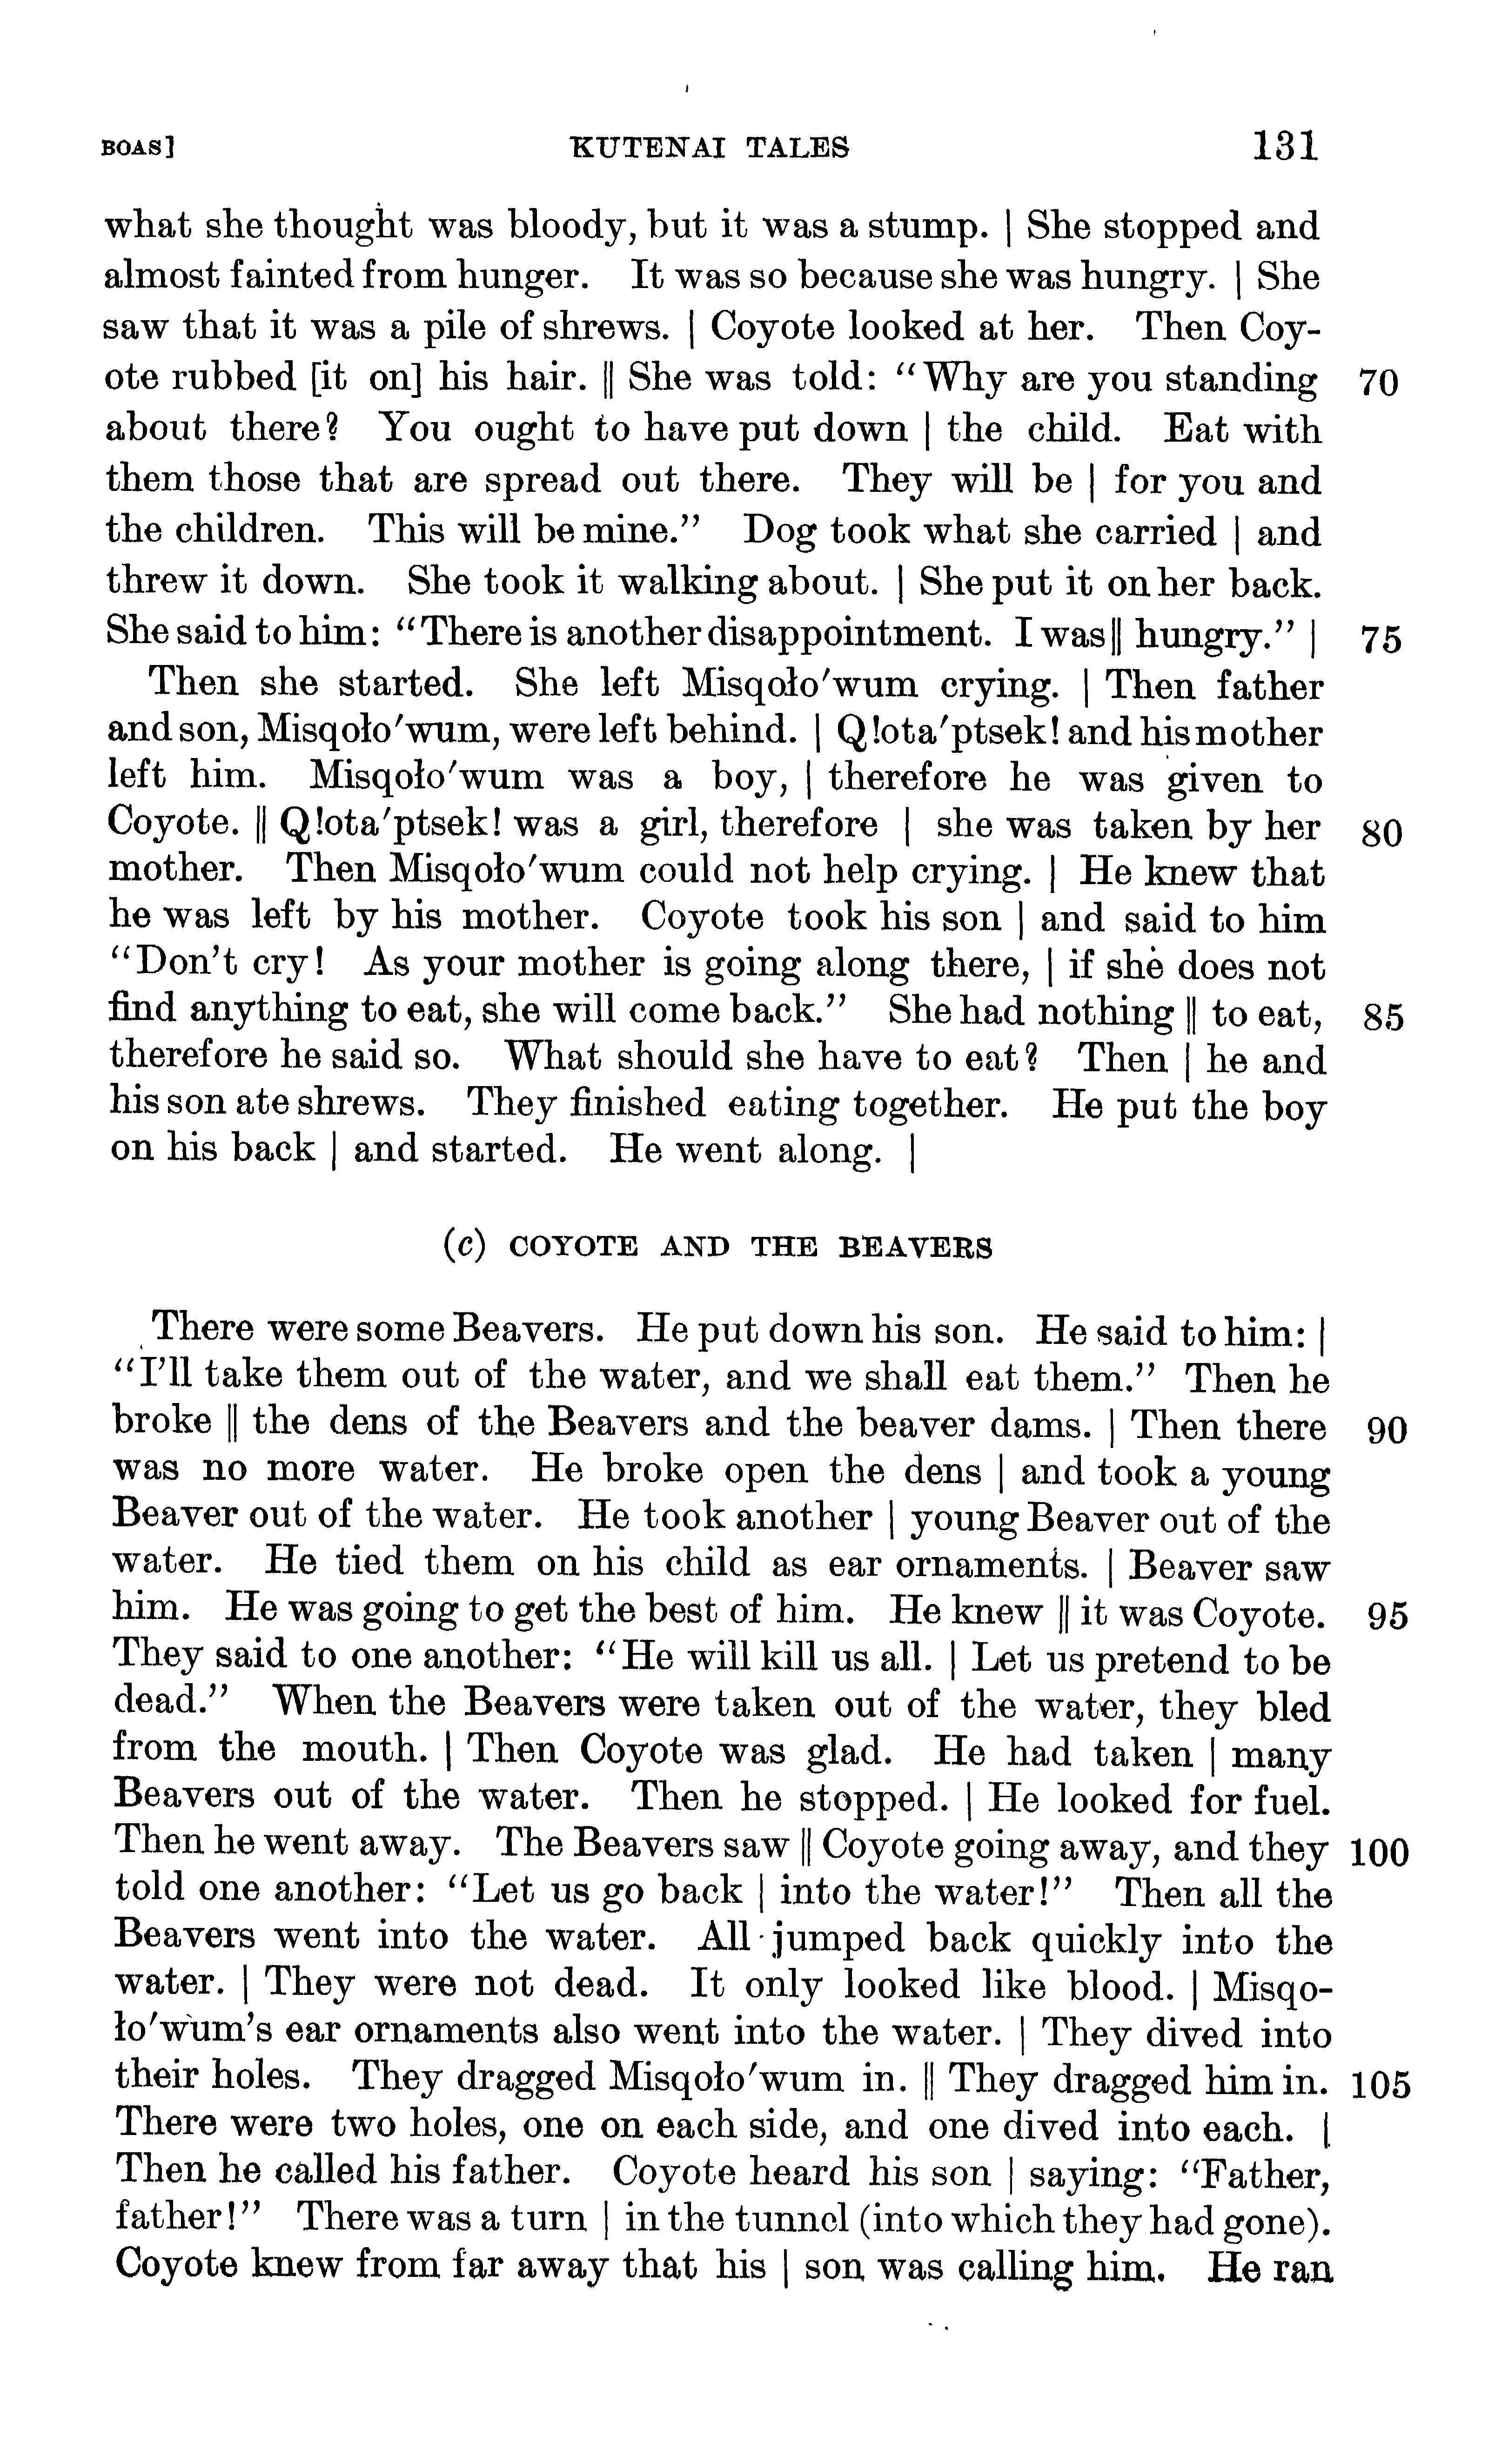 BOAS] KUTENAI TALES 131
what she thought was bloody, but it was a stump. | She stopped and
almost fainted from hunger. It was so because she was hungry. | She
saw that it was a pile of shrews. | Coyote looked at her. Then Coy-
ote rubbed [it on] his hair. || She was told: “Why are you standing 70
about there? You ought to have put down | the child. Eat with
them those that are spread out there. They will be | for you and
the children. This will be mine.” Dog took what she carried | and
threw it down. She took it walking about. | She put it on her back.
She said to him: “There is another disappointment. I was || hungry.” | 75
Then she started. She left Misqoło′wum crying. | Then father
and son, Misqoło′wum, were left behind. | Q!ota′ptsek! and his mother
left him. Misqoło′wum was a boy, | therefore he was given to
Coyote. || Q!ota′ptsek! was a girl, therefore | she was taken by her 80
mother. Then Misqoło′wum could not help crying. | He knew that
he was left by his mother. Coyote took his son | and said to him
“Don’t cry! As your mother is going along there, | if she does not
find anything to eat, she will come back.” She had nothing || to eat, 85
therefore he said so. What should she have to eat? Then | he and
his son ate shrews. They finished eating together. He put the boy
on his back | and started. He went along. |
(c) COYOTE AND THE BEAVERS
There were some Beavers. He put down his son. He said to him: |
“I’ll take them out of the water, and we shall eat them.” Then he
broke || the dens of the Beavers and the beaver dams. | Then there 90
was no more water. He broke open the dens | and took a young
Beaver out of the water. He took another | young Beaver out of the
water. He tied them on his child as ear ornaments. | Beaver saw
him. He was going to get the best of him. He knew || it was Coyote. 95
They said to one another: “He will kill us all. | Let us pretend to be
dead.” When the Beavers were taken out of the water, they bled
from the mouth. | Then Coyote was glad. He had taken | many
Beavers out of the water. Then he stopped. | He looked for fuel.
Then he went away. The Beavers saw || Coyote going away, and they 100
told one another: “Let us go back | into the water!” Then all the
Beavers went into the water. All jumped back quickly into the
water. | They were not dead. It only looked like blood. | Misqo-
ło′wum’s ear ornaments also went into the water. | They dived into
their holes. They dragged Misqoło′wum in. || They dragged him in. 105
There were two holes, one on each side, and one dived into each. |
Then he called his father. Coyote heard his son | saying: “Father,
father!” There was a turn | in the tunnel (into which they had gone).
Coyote knew from far away that his | son was calling him. He ran